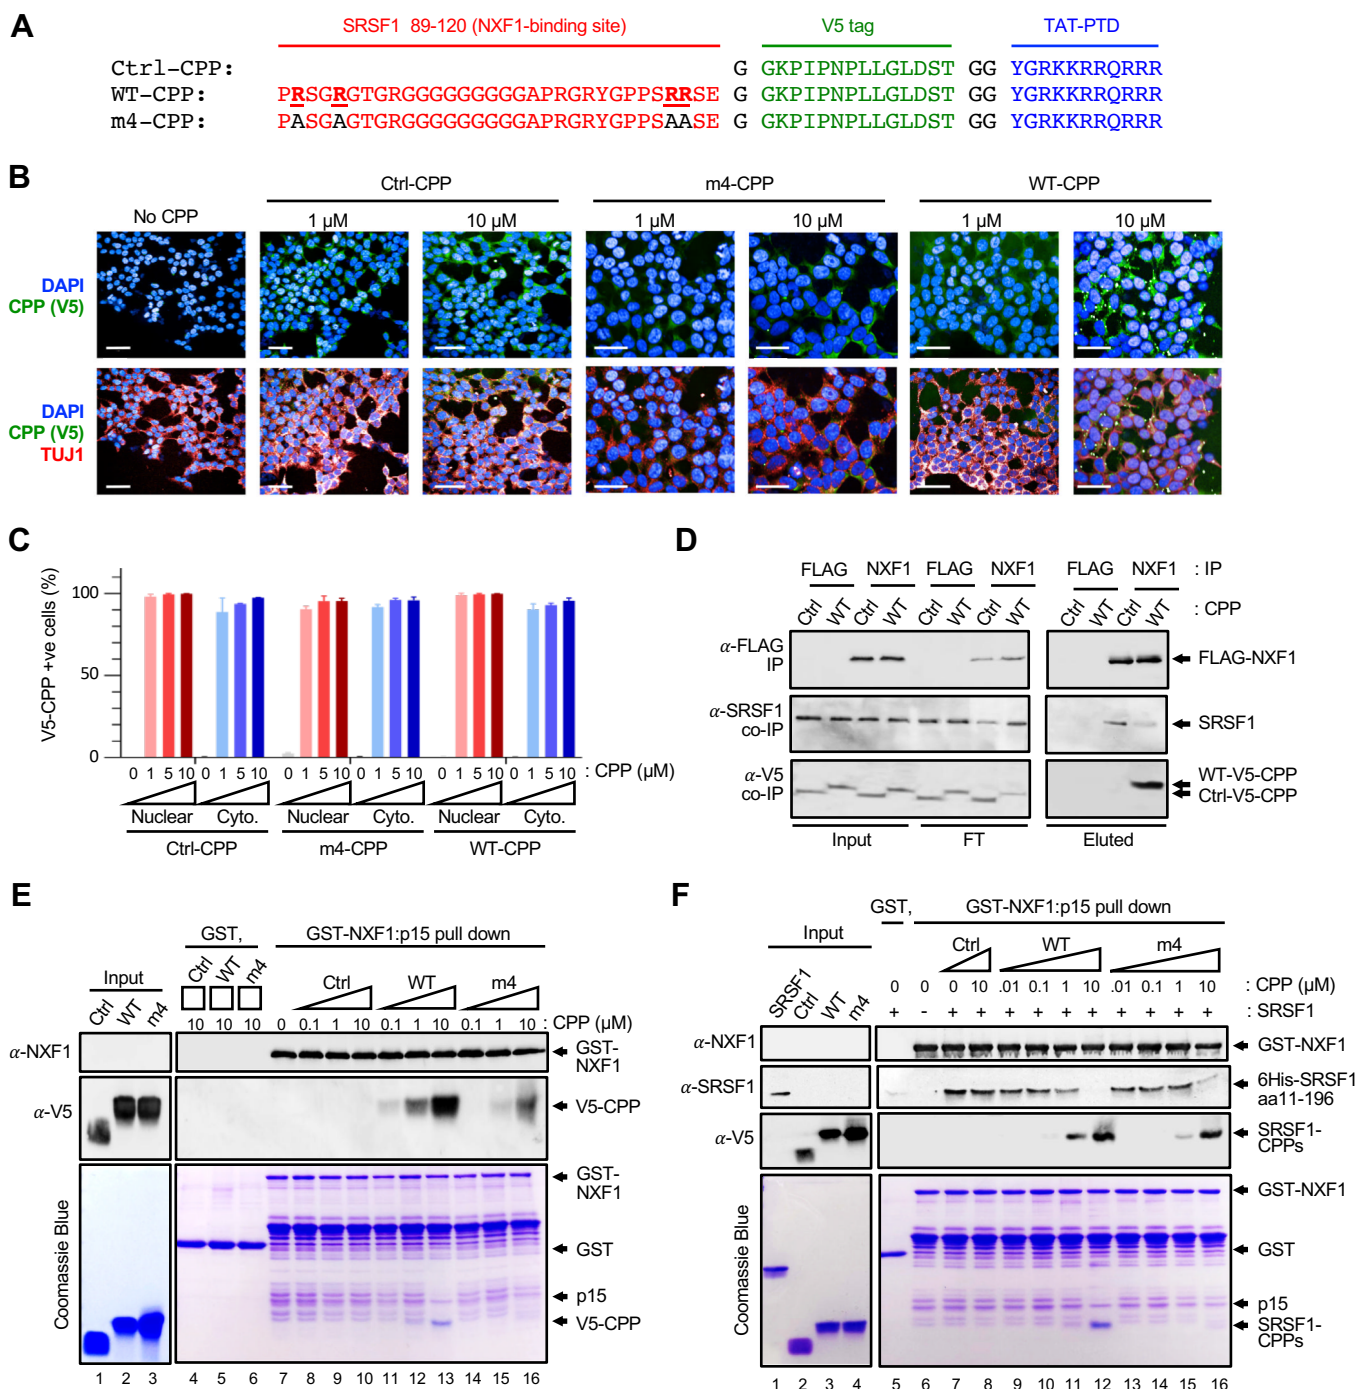 A
SRSF1 89-120 (NXF1-binding site) V5 tag TAT-PTD
Ctrl-CPP: G GKPIPNPLLGLDST GG YGRKKRRQRRR
WT-CPP: PRSGRGTGRGGGGGGGGGAPRGRYGPPSRRSE G GKPIPNPLLGLDST GG YGRKKRRQRRR
m4-CPP: PASGAGTGRGGGGGGGGGAPRGRYGPPSAASE G GKPIPNPLLGLDST GG YGRKKRRQRRR
B
Ctrl-CPP m4-CPP WT-CPP
No CPP 1 µM 10 µM 1 µM 10 µM 1 µM 10 µM
DAPI
CPP (V5)
DAPI
CPP (V5)
TUJ1
C
V5-CPP +ve cells (%)
100
50
0
0 1 5 10 0 1 5 10 0 1 5 10 0 1 5 10 0 1 5 10 0 1 5 10 : CPP (µM)
Nuclear Cyto. Nuclear Cyto. Nuclear Cyto.
Ctrl-CPP m4-CPP WT-CPP
D
FLAG NXF1 FLAG NXF1 FLAG NXF1 : IP
Ctrl WT Ctrl WT Ctrl WT Ctrl WT Ctrl WT Ctrl WT : CPP
α-FLAG
IP
FLAG-NXF1
α-SRSF1
co-IP
SRSF1
α-V5
co-IP
WT-V5-CPP
Ctrl-V5-CPP
Input FT Eluted
E
GST, GST-NXF1:p15 pull down
Input
Ctrl WT m4 Ctrl WT m4 Ctrl WT m4
10 10 10 0 0.1 1 10 0.1 1 10 0.1 1 10 : CPP (µM)
α-NXF1
GST-
NXF1
α-V5
V5-CPP
Coomassie Blue
GST-
NXF1
GST
p15
V5-CPP
1 2 3 4 5 6 7 8 9 10 11 12 13 14 15 16
F
GST, GST-NXF1:p15 pull down
Input
SRSF1 Ctrl WT m4 Ctrl WT m4
0 0 0 10 .01 0.1 1 10 .01 0.1 1 10 : CPP (µM)
+ - + + + + + + + + + + : SRSF1
α-NXF1
GST-NXF1
α-SRSF1
6His-SRSF1
aa11-196
α-V5
SRSF1-
CPPs
Coomassie Blue
GST-NXF1
GST
p15
SRSF1-
CPPs
1 2 3 4 5 6 7 8 9 10 11 12 13 14 15 16